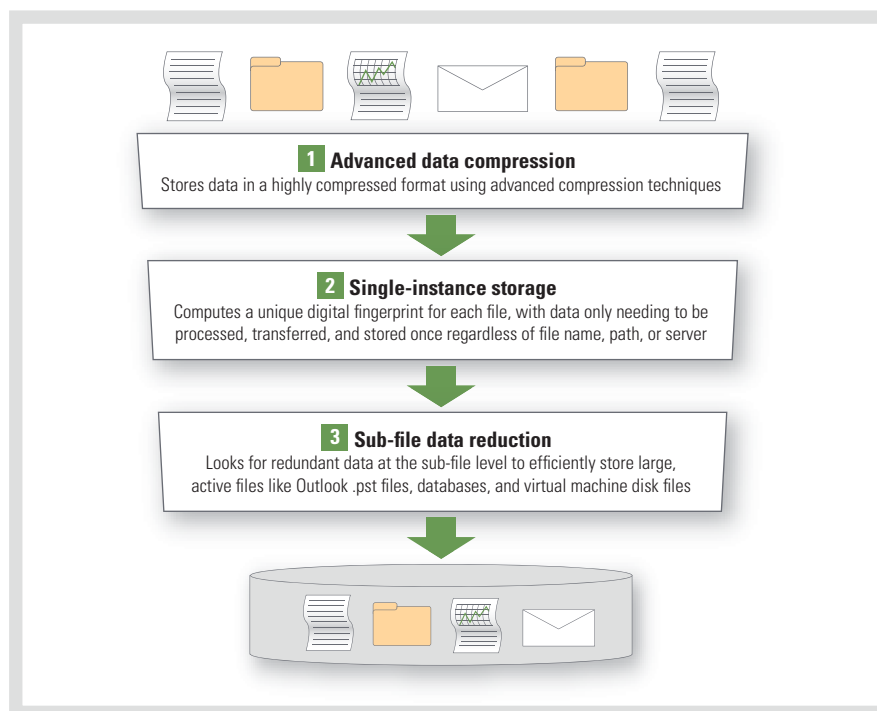 1 Advanced data compression
Stores data in a highly compressed format using advanced compression techniques
2 Single-instance storage
Computes a unique digital fingerprint for each file, with data only needing to be
processed, transferred, and stored once regardless of file name, path, or server
3 Sub-file data reduction
Looks for redundant data at the sub-file level to efficiently store large,
active files like Outlook .pst files, databases, and virtual machine disk files